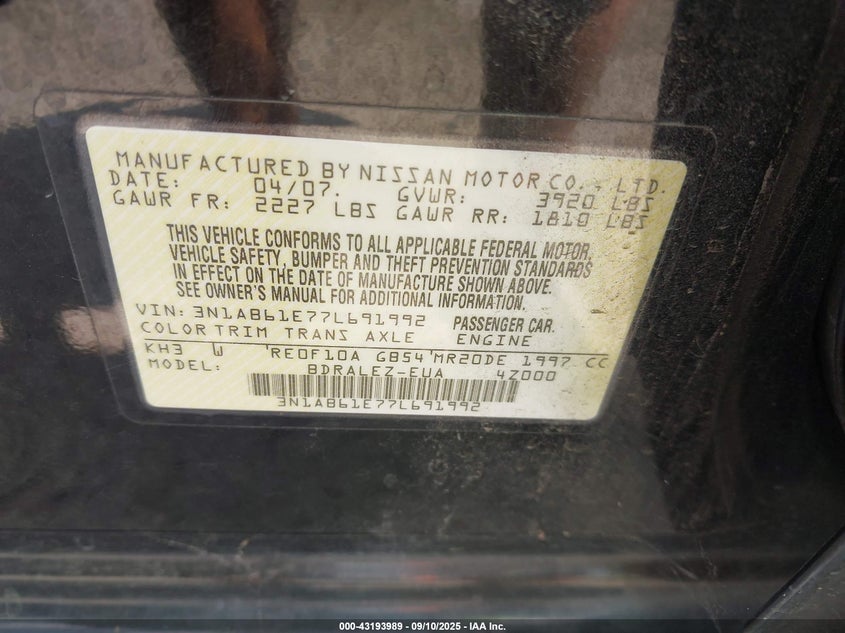 MANUFACTURED BY NISSAN MOTOR CO., LTD.
DATE: 04/07. GVWR: 3920 LBS
GAWR FR: 2227 LBS GAWR RR: 1810 LBS
THIS VEHICLE CONFORMS TO ALL APPLICABLE FEDERAL MOTOR,
VEHICLE SAFETY, BUMPER AND THEFT PREVENTION STANDARDS
IN EFFECT ON THE DATE OF MANUFACTURE SHOWN ABOVE.
SEE OWNER'S MANUAL FOR ADDITIONAL INFORMATION.
VIN: 3N1AB61E77L691992 PASSENGER CAR.
COLOR TRIM TRANS AXLE ENGINE
KH3 W RE0F10A GB54 MR20DE 1997 CC
MODEL: BDRALEZ-EUA 4Z000
3N1AB61E77L691992
000-43193989 - 09/10/2025 - IAA Inc.